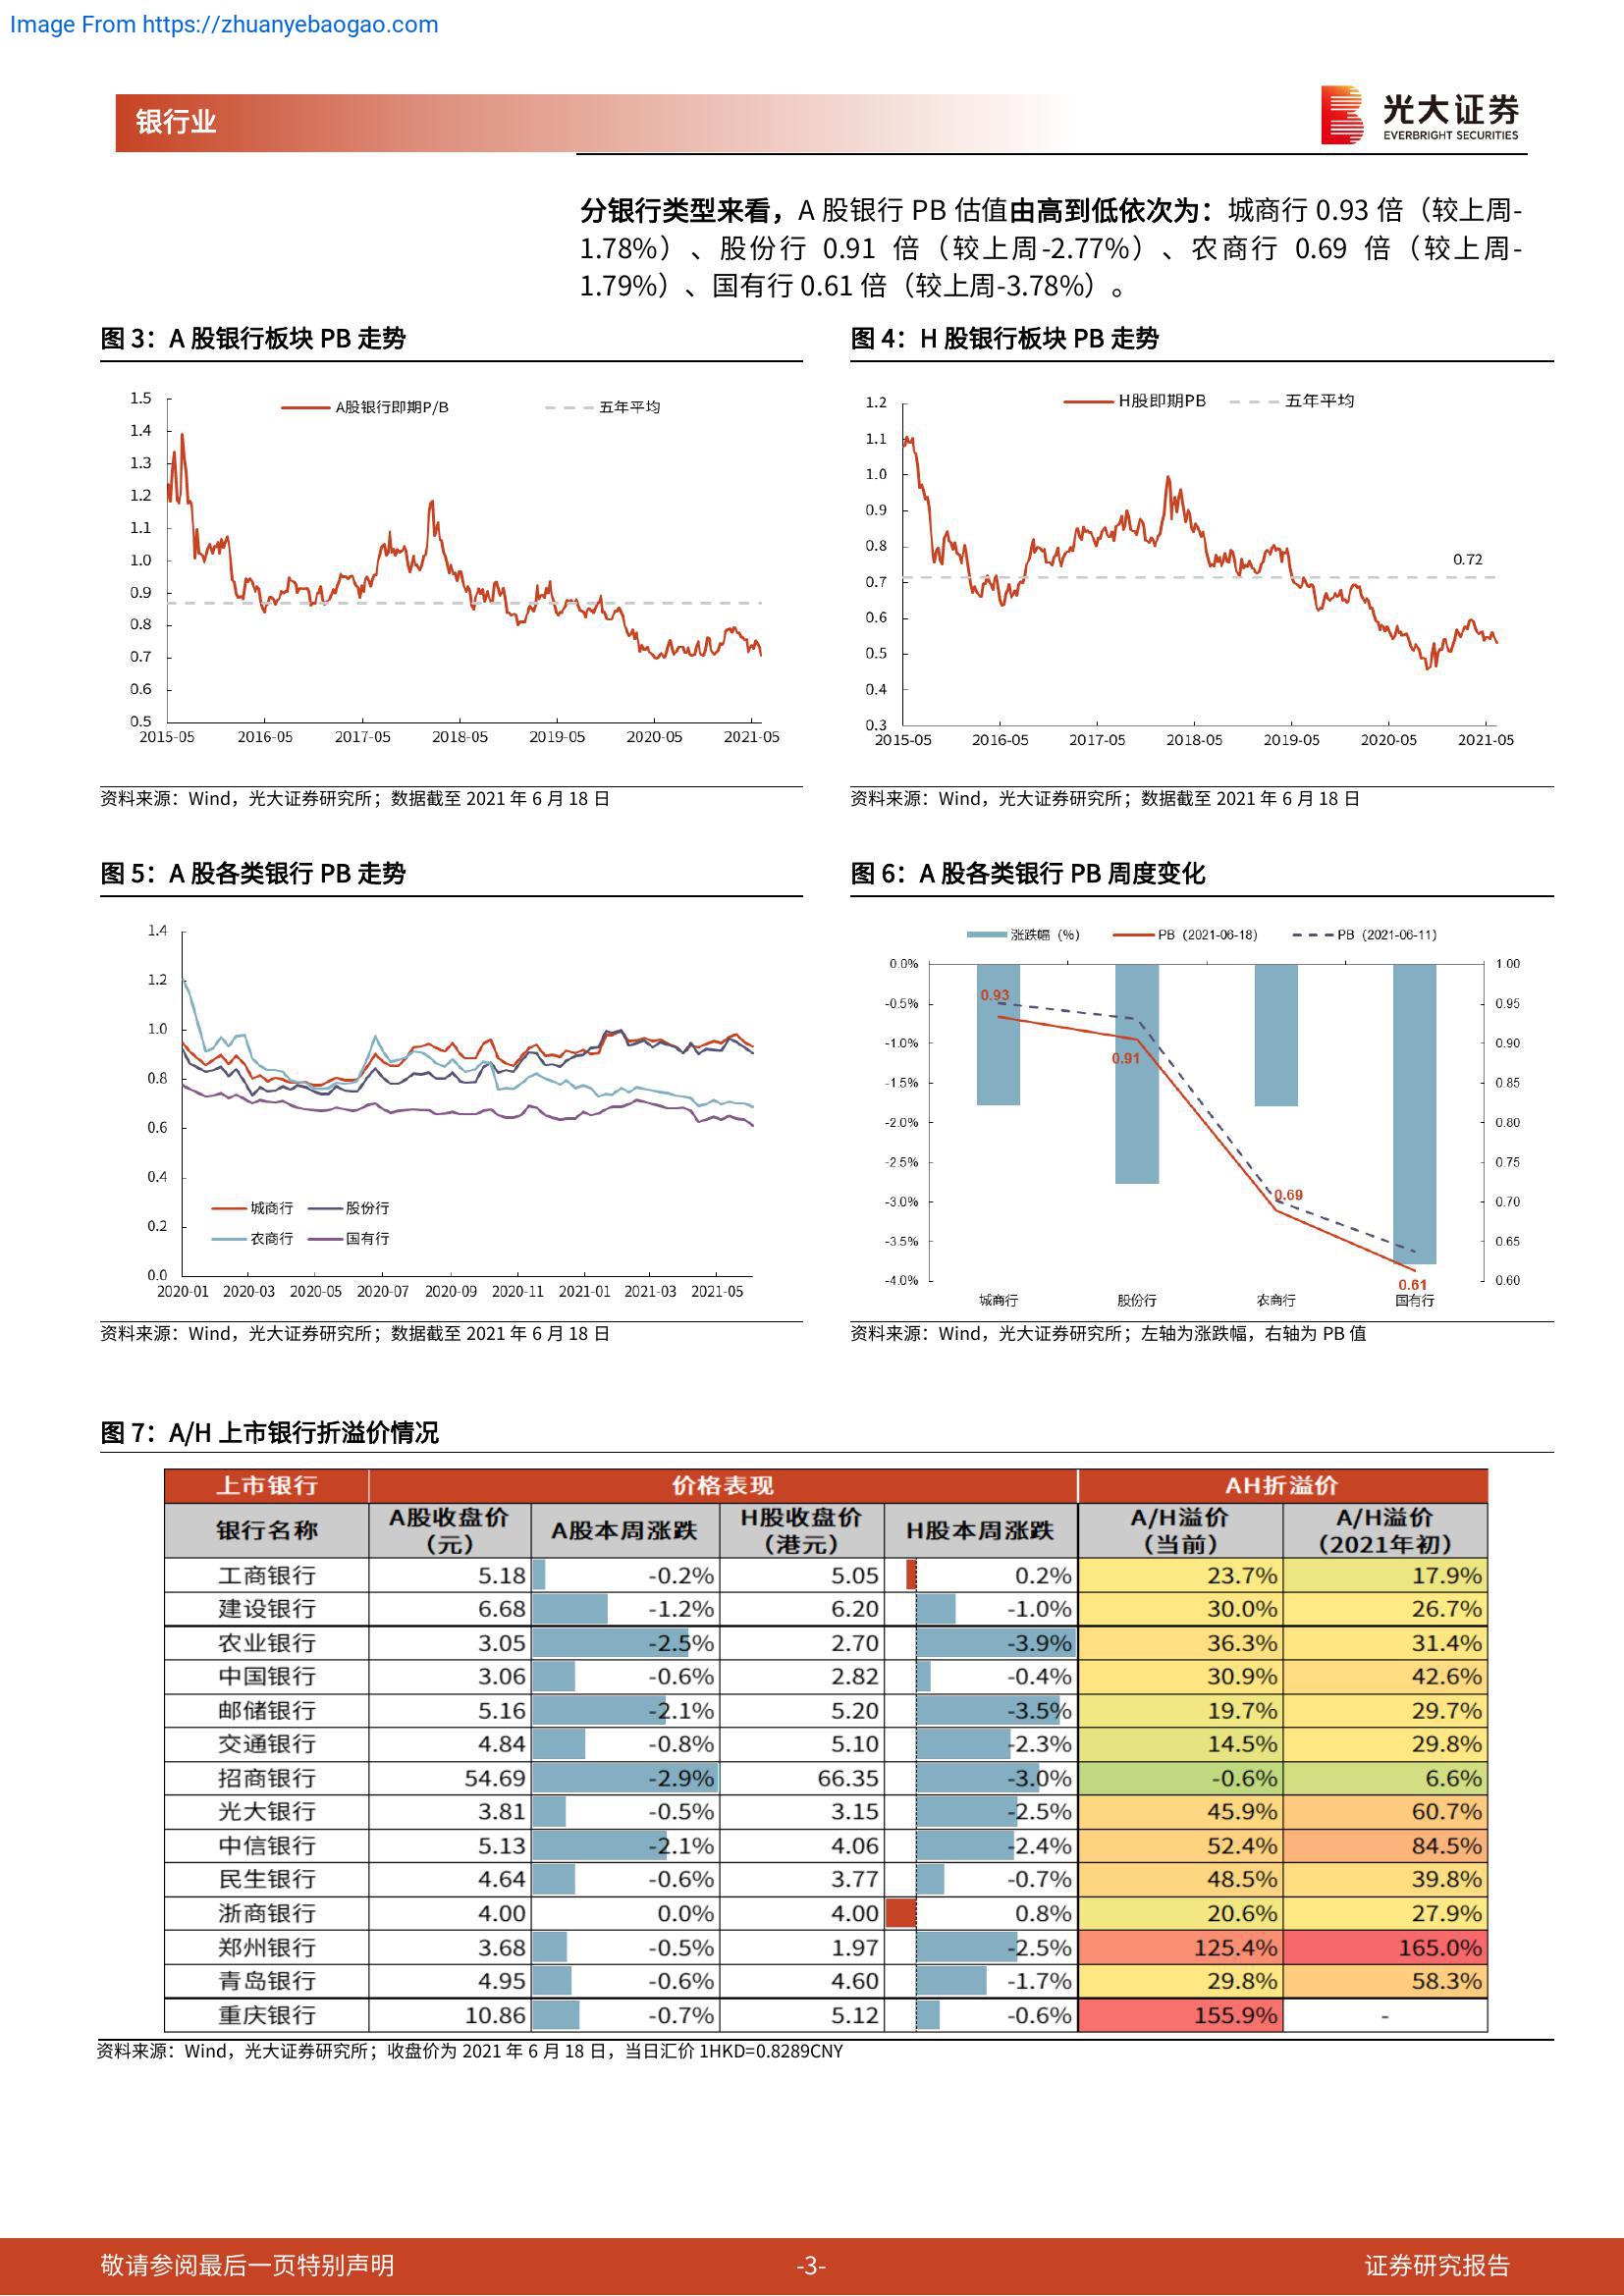 Image From https://zhuanyebaogao.com
银行业
光大证券
EVERBRIGHT SECURITIES
分银行类型来看，A 股银行 PB 估值由高到低依次为：城商行 0.93 倍（较上周-
1.78%）、股份行 0.91 倍（较上周-2.77%）、农商行 0.69 倍（较上周-
1.79%）、国有行 0.61 倍（较上周-3.78%）。
图 3：A 股银行板块 PB 走势
A股银行即期P/B 五年平均
1.5
1.4
1.3
1.2
1.1
1.0
0.9
0.8
0.7
0.6
0.5
2015-05 2016-05 2017-05 2018-05 2019-05 2020-05 2021-05
资料来源：Wind，光大证券研究所；数据截至 2021 年 6 月 18 日
图 4：H 股银行板块 PB 走势
H股即期PB 五年平均
1.2
1.1
1.0
0.9
0.8
0.72
0.7
0.6
0.5
0.4
0.3
2015-05 2016-05 2017-05 2018-05 2019-05 2020-05 2021-05
资料来源：Wind，光大证券研究所；数据截至 2021 年 6 月 18 日
图 5：A 股各类银行 PB 走势
1.4
1.2
1.0
0.8
0.6
0.4
0.2
0.0
城商行 股份行
农商行 国有行
2020-01 2020-03 2020-05 2020-07 2020-09 2020-11 2021-01 2021-03 2021-05
资料来源：Wind，光大证券研究所；数据截至 2021 年 6 月 18 日
图 6：A 股各类银行 PB 周度变化
涨跌幅（%） PB（2021-06-18） PB（2021-06-11）
0.0% 1.00
-0.5% 0.93 0.95
-1.0% 0.91 0.90
-1.5% 0.85
-2.0% 0.80
-2.5% 0.75
-3.0% 0.69 0.70
-3.5% 0.65
-4.0% 0.61 0.60
城商行 股份行 农商行 国有行
资料来源：Wind，光大证券研究所；左轴为涨跌幅，右轴为 PB 值
图 7：A/H 上市银行折溢价情况
上市银行 价格表现 AH折溢价
银行名称 A股收盘价（元） A股本周涨跌 H股收盘价（港元） H股本周涨跌 A/H溢价（当前） A/H溢价（2021年初）
工商银行 5.18 -0.2% 5.05 0.2% 23.7% 17.9%
建设银行 6.68 -1.2% 6.20 -1.0% 30.0% 26.7%
农业银行 3.05 -2.5% 2.70 -3.9% 36.3% 31.4%
中国银行 3.06 -0.6% 2.82 -0.4% 30.9% 42.6%
邮储银行 5.16 -2.1% 5.20 -3.5% 19.7% 29.7%
交通银行 4.84 -0.8% 5.10 -2.3% 14.5% 29.8%
招商银行 54.69 -2.9% 66.35 -3.0% -0.6% 6.6%
光大银行 3.81 -0.5% 3.15 -2.5% 45.9% 60.7%
中信银行 5.13 -2.1% 4.06 -2.4% 52.4% 84.5%
民生银行 4.64 -0.6% 3.77 -0.7% 48.5% 39.8%
浙商银行 4.00 0.0% 4.00 0.8% 20.6% 27.9%
郑州银行 3.68 -0.5% 1.97 -2.5% 125.4% 165.0%
青岛银行 4.95 -0.6% 4.60 -1.7% 29.8% 58.3%
重庆银行 10.86 -0.7% 5.12 -0.6% 155.9% -
资料来源：Wind，光大证券研究所；收盘价为 2021 年 6 月 18 日，当日汇价 1HKD=0.8289CNY
敬请参阅最后一页特别声明 -3- 证券研究报告